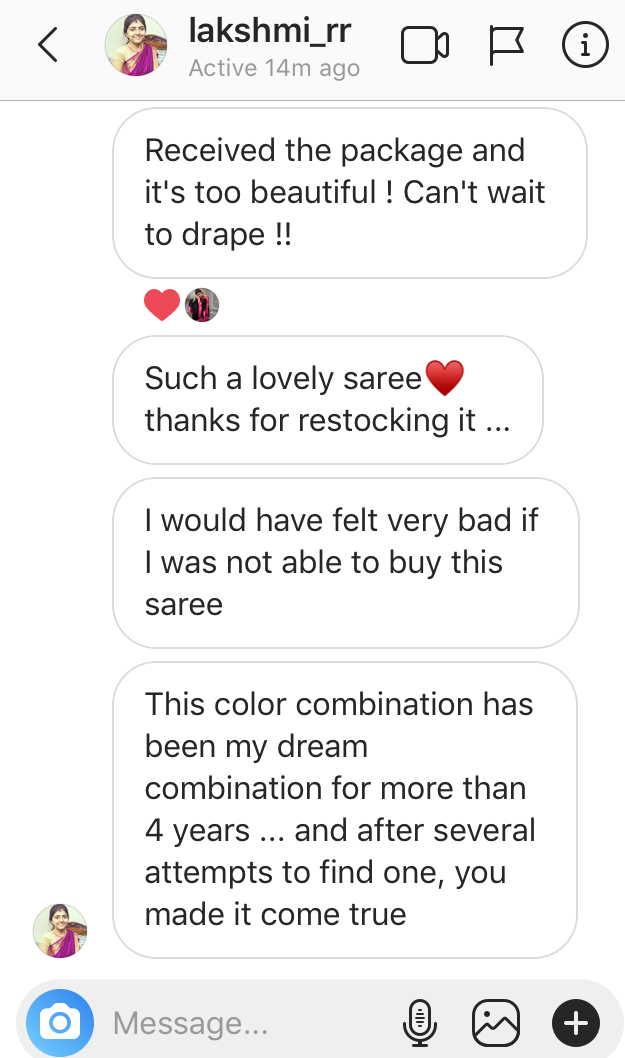 lakshmi_rr
Active 14m ago
Received the package and
it's too beautiful ! Can't wait
to drape !!
Such a lovely saree♥️
thanks for restocking it ...
I would have felt very bad if
I was not able to buy this
saree
This color combination has
been my dream
combination for more than
4 years ... and after several
attempts to find one, you
made it come true
Message...